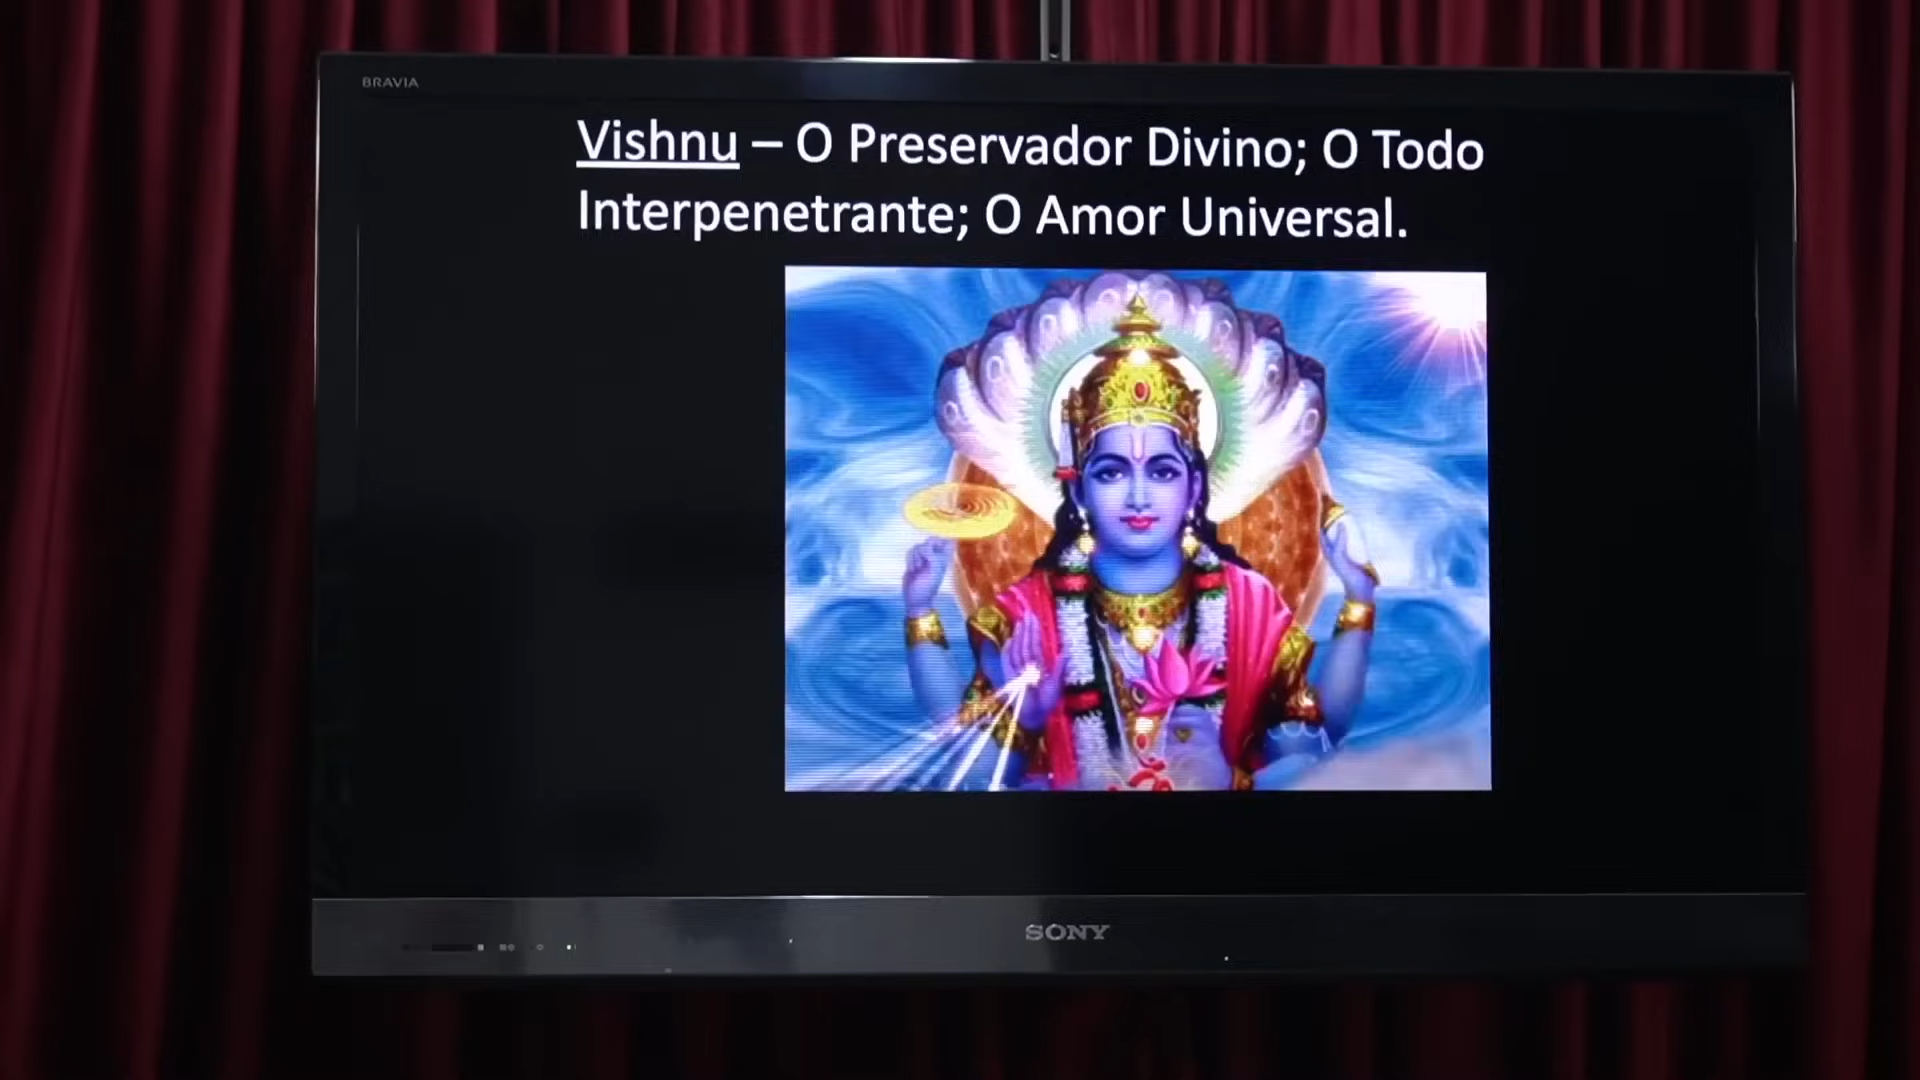 BRAVIA
Vishnu – O Preservador Divino; O Todo
Interpenetrante; O Amor Universal.
SONY